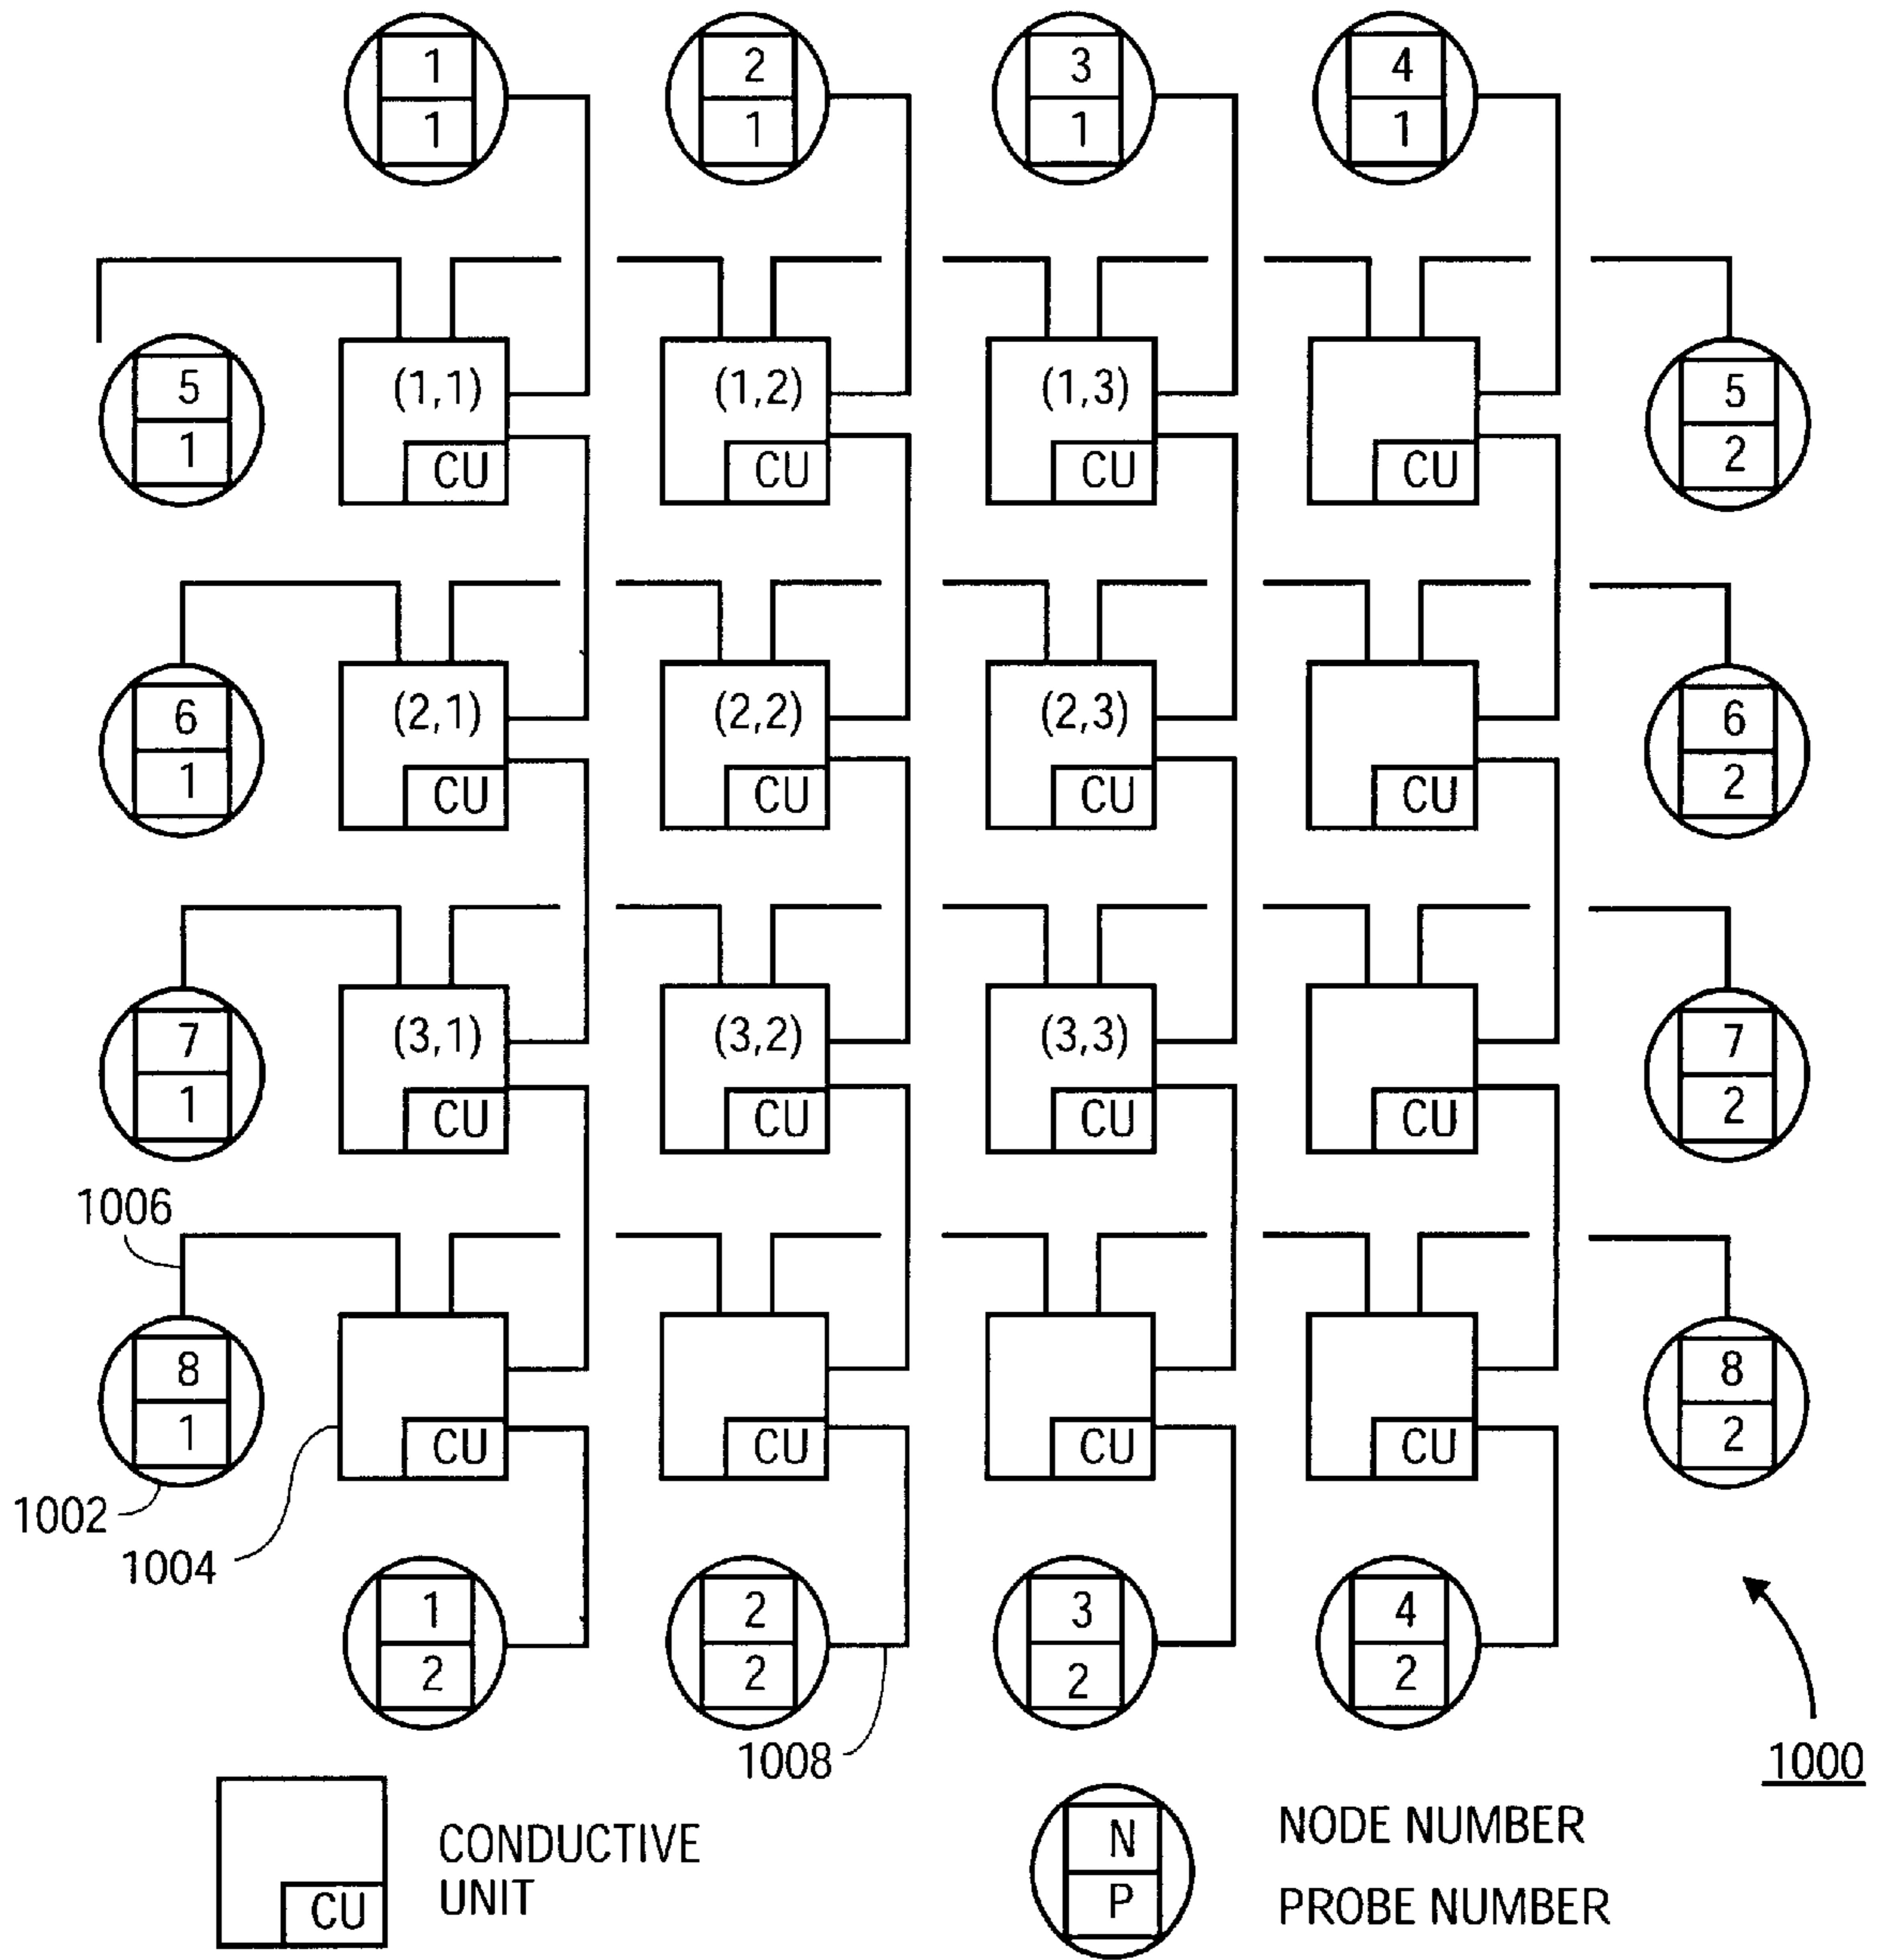 1 2 3 4
1 1 1 1
5 (1,1) (1,2) (1,3) 5
1 CU CU CU CU 2
6 (2,1) (2,2) (2,3) 6
1 CU CU CU CU 2
7 (3,1) (3,2) (3,3) 7
1 CU CU CU CU 2
1006
8 8
1 CU CU CU CU 2
1002
1004
1 2 3 4
2 2 2 2
1008
1000
CONDUCTIVE
UNIT
CU
N NODE NUMBER
P PROBE NUMBER